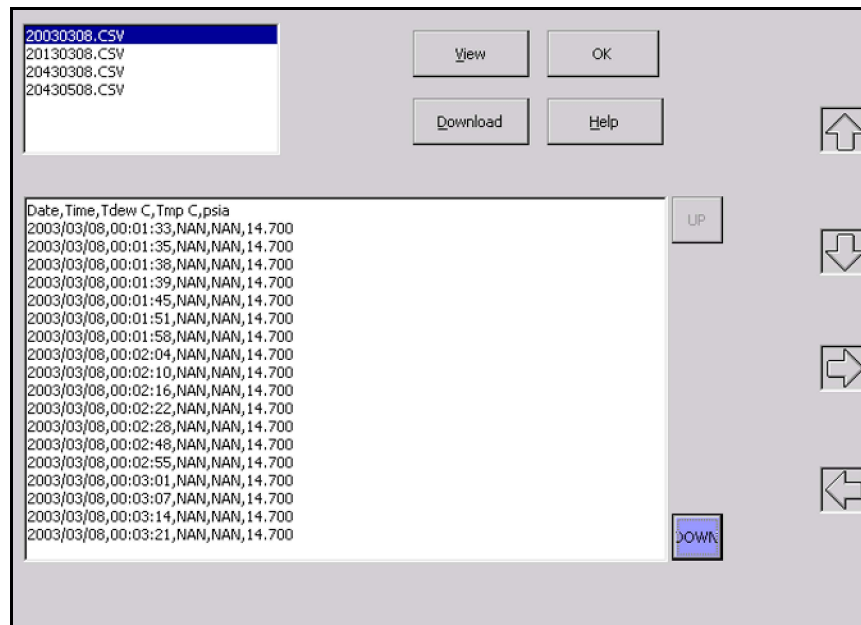 20030308.CSV
20130308.CSV
20430308.CSV
20430508.CSV
View
OK
Download
Help
Date,Time,Tdew C,Tmp C,psia
2003/03/08,00:01:33,NAN,NAN,14.700
2003/03/08,00:01:35,NAN,NAN,14.700
2003/03/08,00:01:38,NAN,NAN,14.700
2003/03/08,00:01:39,NAN,NAN,14.700
2003/03/08,00:01:45,NAN,NAN,14.700
2003/03/08,00:01:51,NAN,NAN,14.700
2003/03/08,00:01:58,NAN,NAN,14.700
2003/03/08,00:02:04,NAN,NAN,14.700
2003/03/08,00:02:10,NAN,NAN,14.700
2003/03/08,00:02:16,NAN,NAN,14.700
2003/03/08,00:02:22,NAN,NAN,14.700
2003/03/08,00:02:28,NAN,NAN,14.700
2003/03/08,00:02:48,NAN,NAN,14.700
2003/03/08,00:02:55,NAN,NAN,14.700
2003/03/08,00:03:01,NAN,NAN,14.700
2003/03/08,00:03:07,NAN,NAN,14.700
2003/03/08,00:03:14,NAN,NAN,14.700
2003/03/08,00:03:21,NAN,NAN,14.700
UP
DOWN